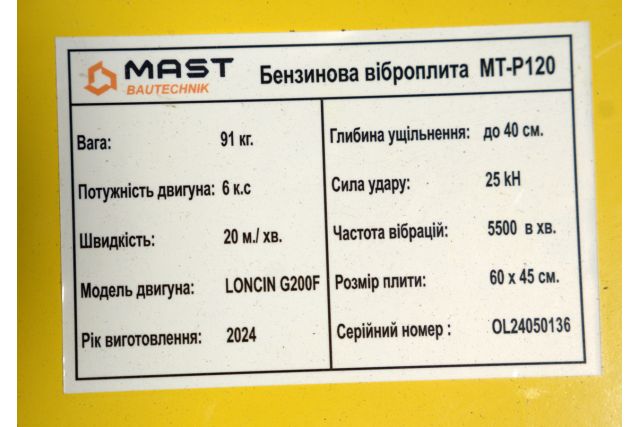 MAST
BAUTECHNIK
Бензинова віброплита МТ-Р120
Вага: 91 кг.
Потужність двигуна: 6 к.с
Швидкість: 20 м./ хв.
Модель двигуна: LONCIN G200F
Рік виготовлення: 2024
Глибина ущільнення: до 40 см.
Сила удару: 25 kH
Частота вібрацій: 5500 в хв.
Розмір плити: 60 х 45 см.
Серійний номер : OL24050136